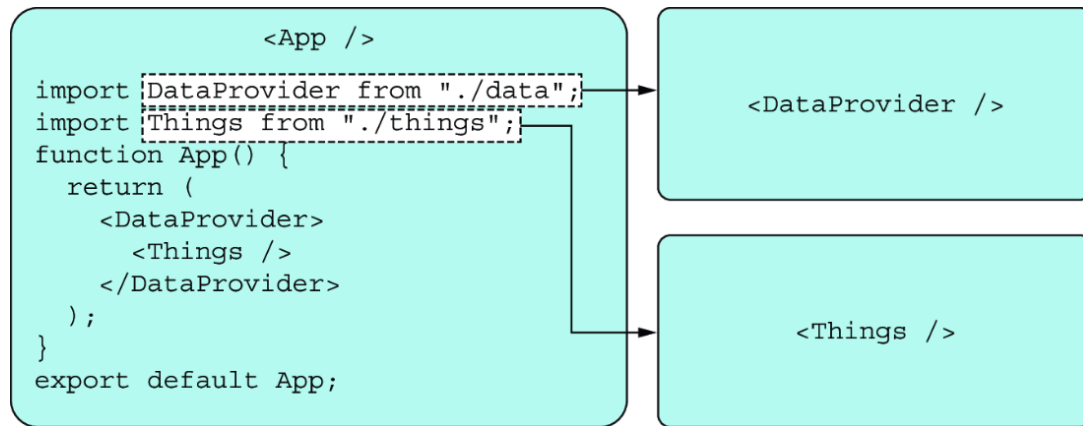 <App />
import DataProvider from "./data";
import Things from "./things";
function App() {
  return (
    <DataProvider>
      <Things />
    </DataProvider>
  );
}
export default App;
<DataProvider />
<Things />